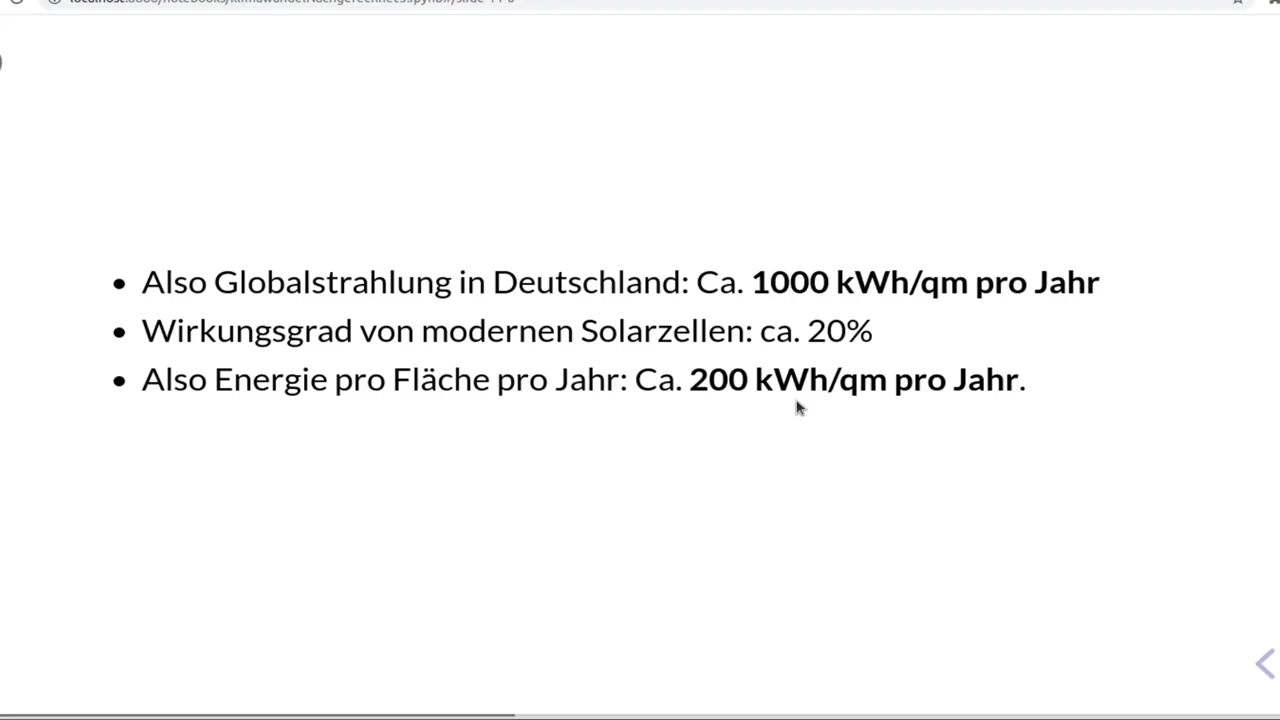 Also Globalstrahlung in Deutschland: Ca. 1000 kWh/qm pro Jahr
Wirkungsgrad von modernen Solarzellen: ca. 20%
Also Energie pro Fläche pro Jahr: Ca. 200 kWh/qm pro Jahr.